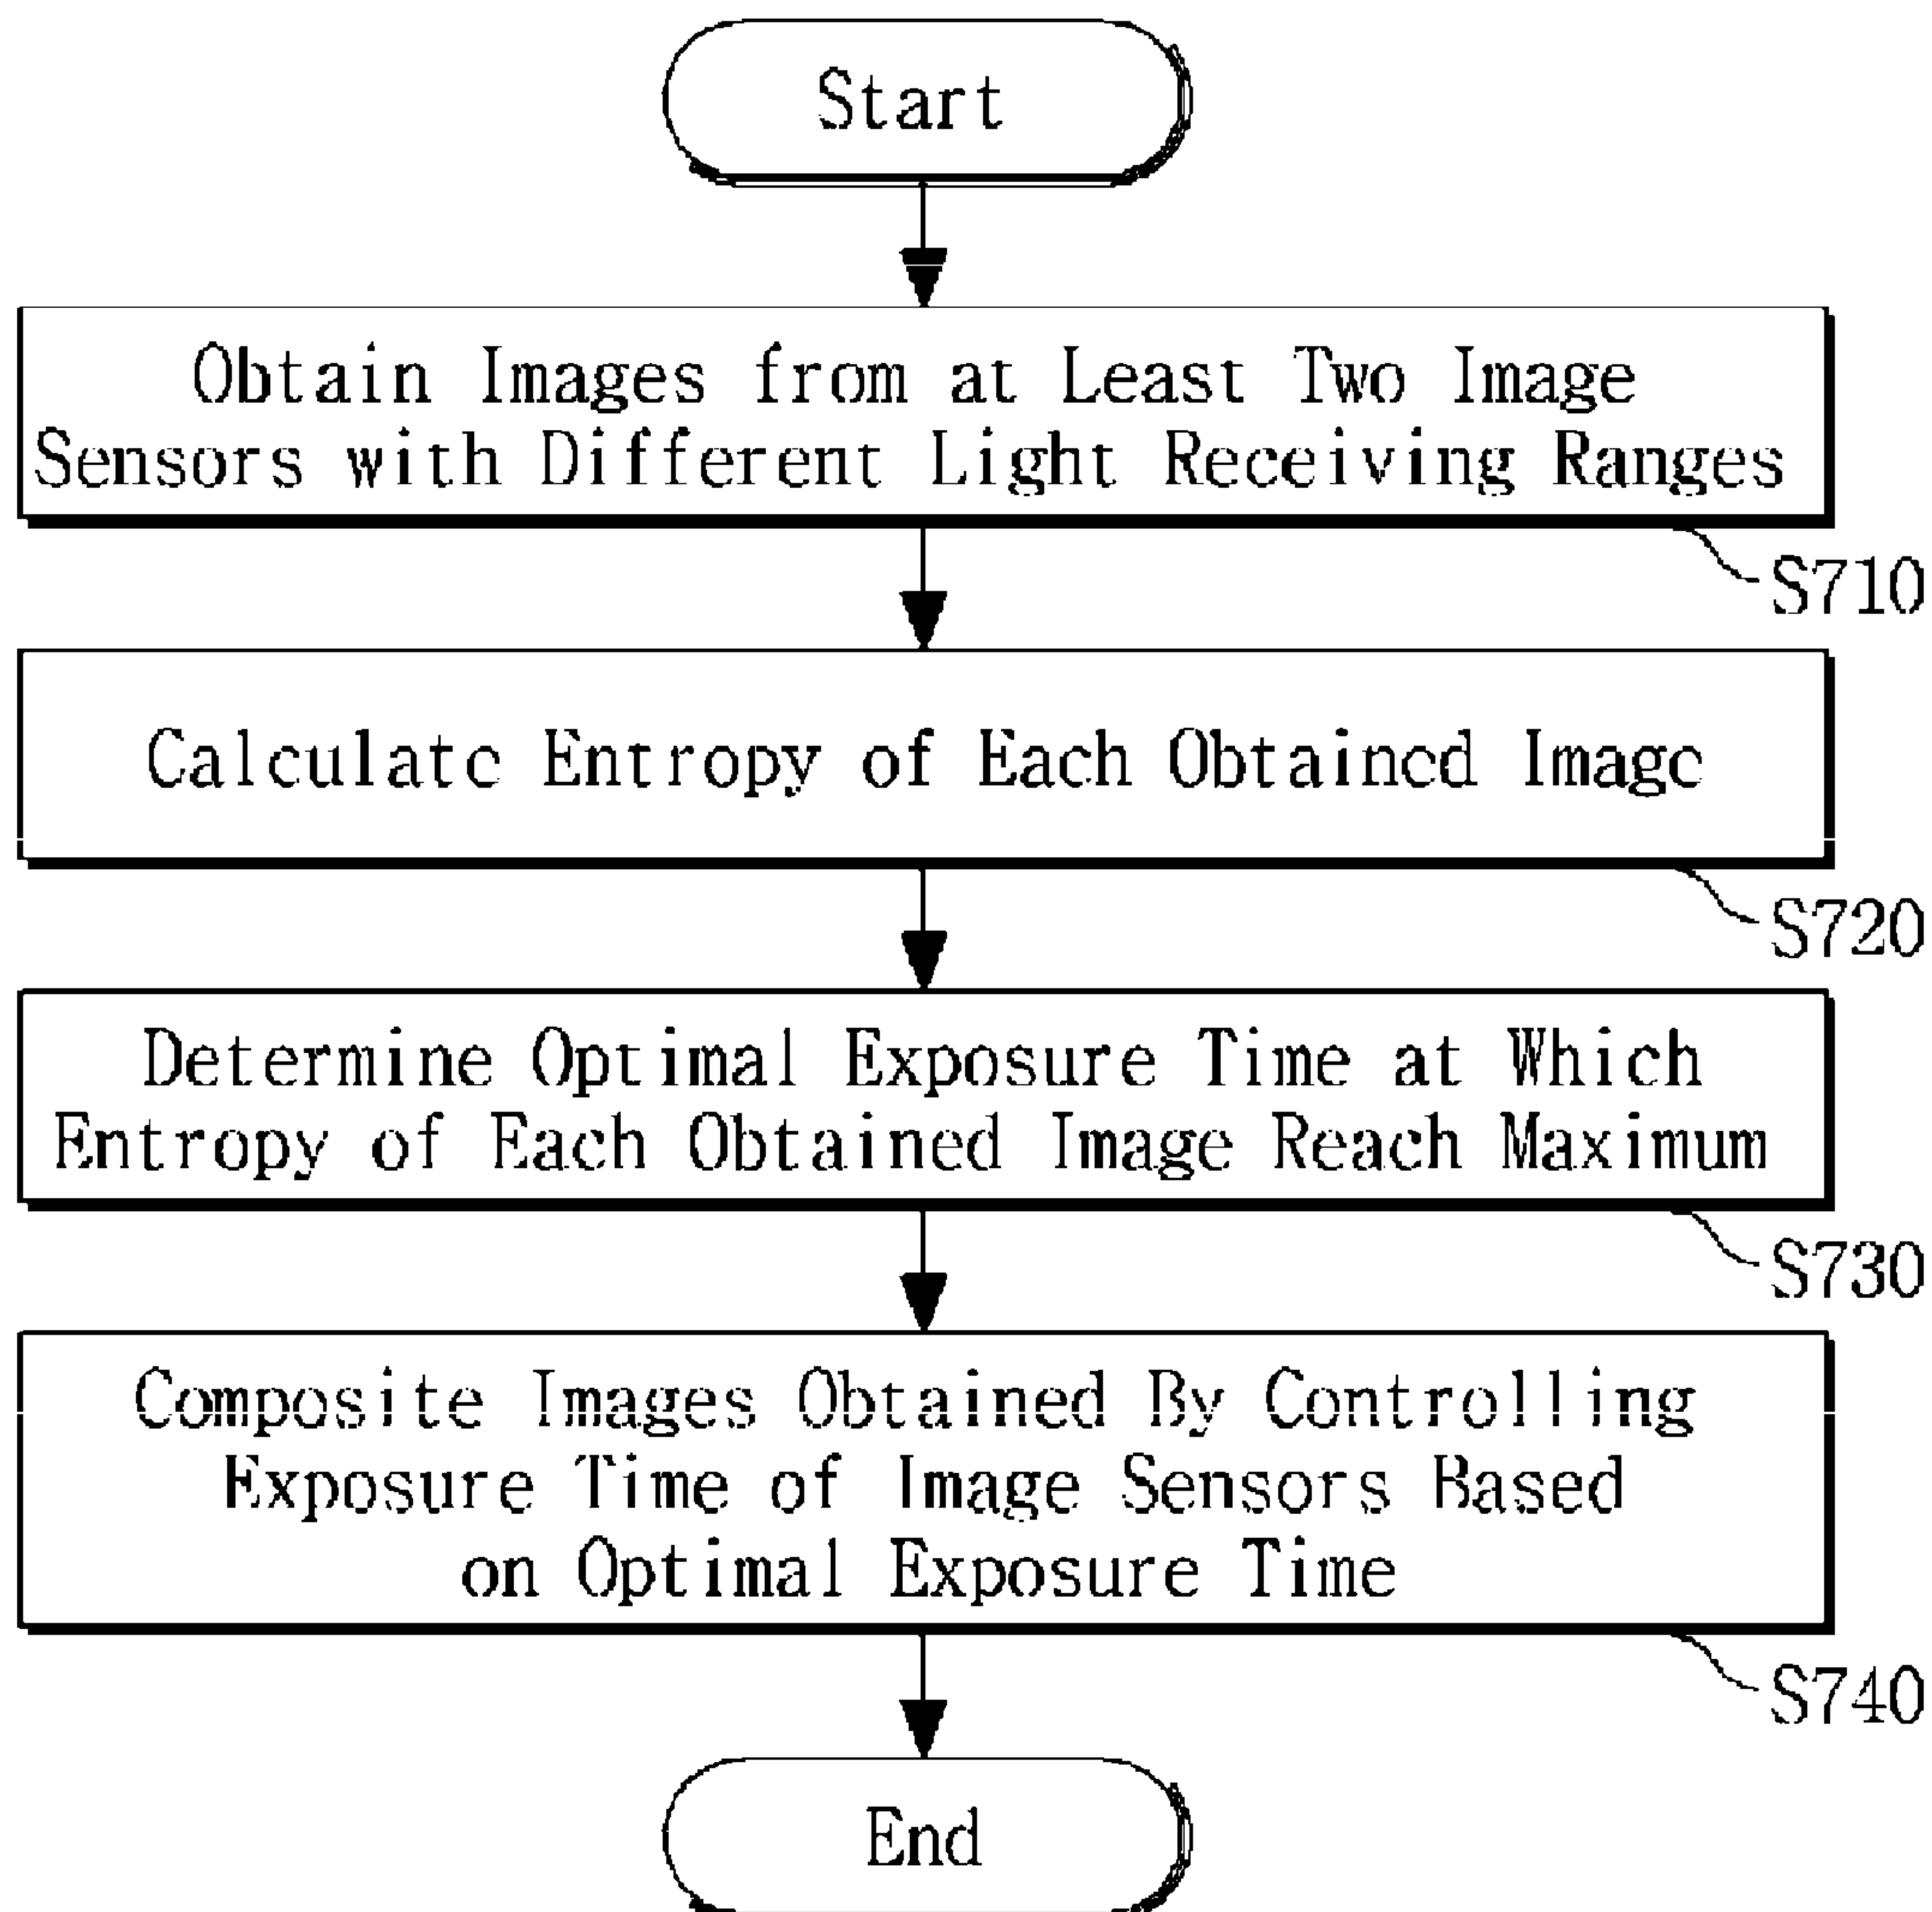 Start
Obtain Images from at Least Two Image
Sensors with Different Light Receiving Ranges
S710
Calculate Entropy of Each Obtained Image
S720
Determine Optimal Exposure Time at Which
Entropy of Each Obtained Image Reach Maximum
S730
Composite Images Obtained By Controlling
Exposure Time of Image Sensors Based
on Optimal Exposure Time
S740
End